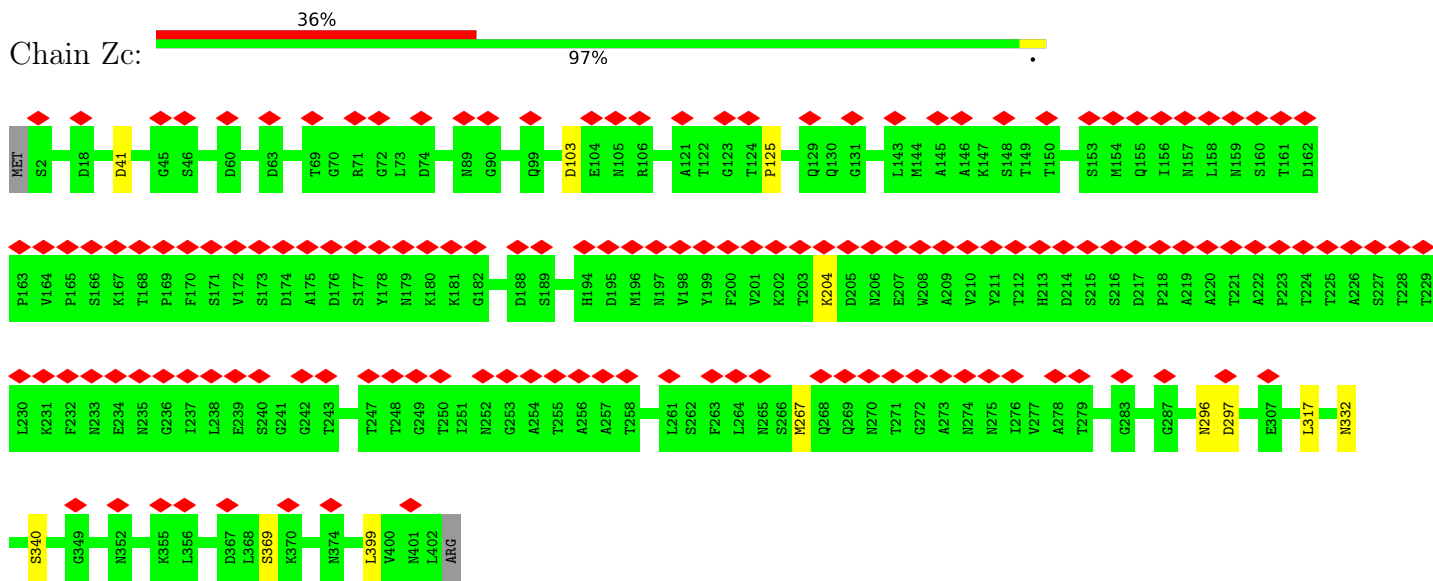 36%
Chain Zc:
97%
.
MET S2 D18 D41 G45 S46 D60 D63 T69 G70 R71 G72 L73 D74 N89 G90 Q99 D103 E104 N105 R106 A121 T122 G123 T124 P125 Q129 Q130 G131 L143 M144 A145 A146 K147 S148 T149 T150 S153 M154 Q155 I156 N157 L158 N159 S160 T161 D162
P163 V164 P165 S166 K167 T168 P169 F170 S171 V172 S173 D174 A175 D176 S177 Y178 N179 K180 K181 G182 D188 S189 H194 D195 M196 N197 V198 Y199 F200 V201 K202 T203 K204 D205 N206 E207 W208 A209 V210 Y211 T212 H213 D214 S215 S216 D217 P218 A219 A220 T221 A222 P223 T224 T225 A226 S227 T228 T229
L230 K231 F232 N233 E234 N235 G236 I237 L238 E239 S240 G241 G242 T243 T247 T248 G249 T250 I251 N252 G253 A254 T255 A256 A257 T258 L261 S262 F263 L264 N265 S266 M267 Q268 Q269 N270 T271 G272 A273 N274 N275 I276 V277 A278 T279 G283 G287 N296 D297 E307 L317 N332
S340 G349 N352 K355 L356 D367 L368 S369 K370 N374 L399 V400 N401 L402 ARG